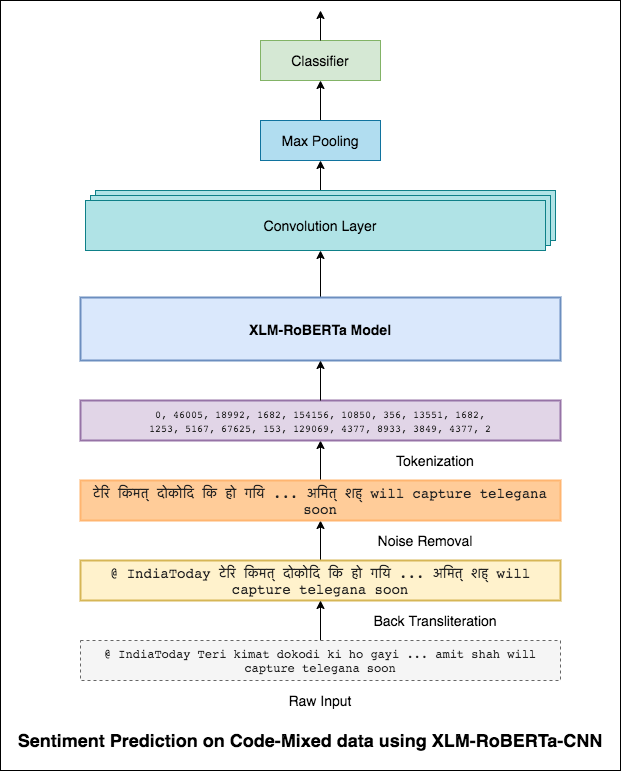 Classifier
Max Pooling
Convolution Layer
XLM-RoBERTa Model
0, 46005, 18992, 1682, 154156, 10850, 356, 13551, 1682,
1253, 5167, 67625, 153, 129069, 4377, 8933, 3849, 4377, 2
Tokenization
टेरि किमत् दोकोदि कि हो गयि ... अमित् शह् will capture telegana
soon
Noise Removal
@ IndiaToday टेरि किमत् दोकोदि कि हो गयि ... अमित् शह् will
capture telegana soon
Back Transliteration
@ IndiaToday Teri kimat dokodi ki ho gayi ... amit shah will
capture telegana soon
Raw Input
Sentiment Prediction on Code-Mixed data using XLM-RoBERTa-CNN